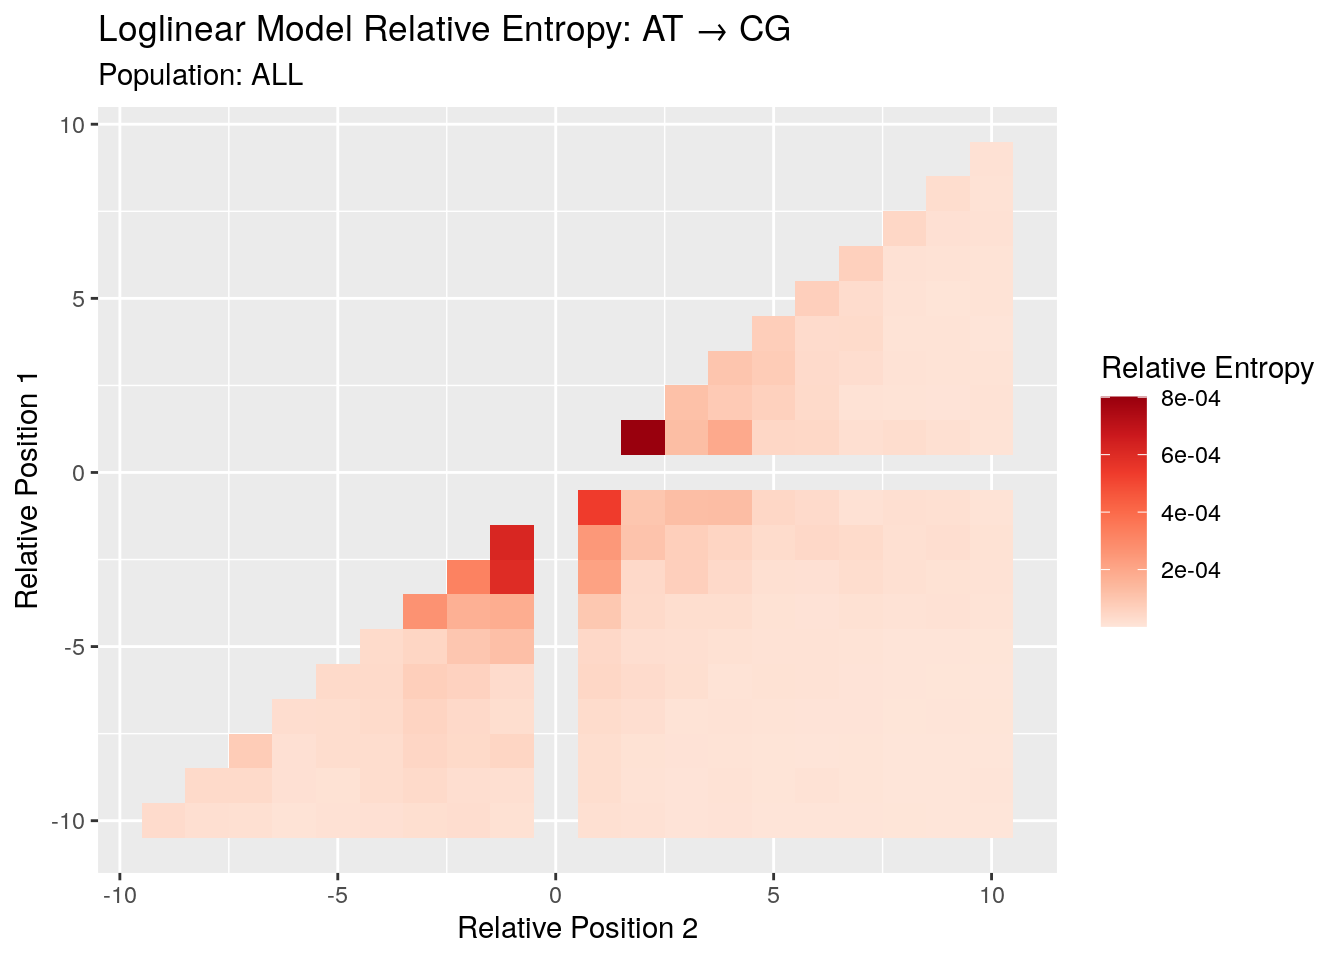 Loglinear Model Relative Entropy: AT → CG
Population: ALL
10
5
0
-5
-10
Relative Position 1
-10
-5
0
5
10
Relative Position 2
Relative Entropy
8e-04
6e-04
4e-04
2e-04